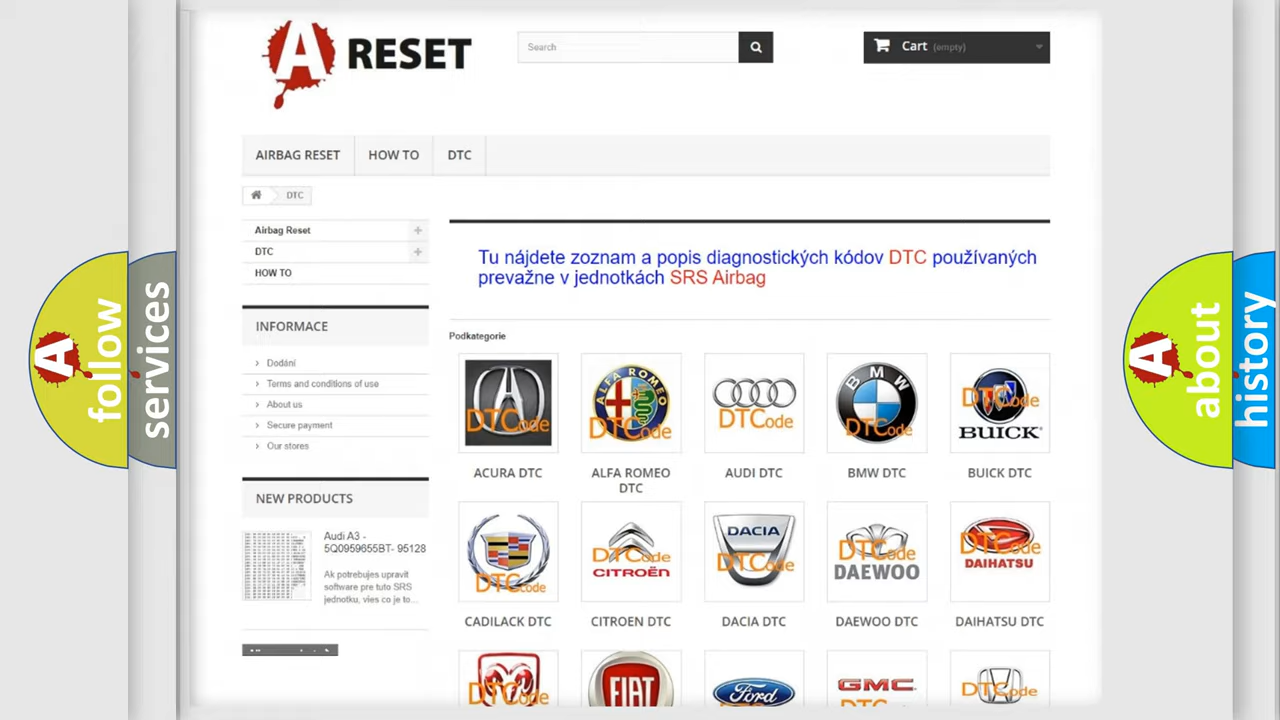 A RESET
Search
Cart (empty)
AIRBAG RESET
HOW TO
DTC
DTC
Airbag Reset
DTC
HOW TO
INFORMACE
Dodání
Terms and conditions of use
About us
Secure payment
Our stores
NEW PRODUCTS
Audi A3 -
5Q0959655BT- 95128
Ak potrebujes upravit
software pre tuto SRS
jednotku, vies co je to...
Tu nájdete zoznam a popis diagnostických kódov DTC používaných
prevažne v jednotkách SRS Airbag
Podkategorie
DTCode
ALFA ROMEO
DTCode
DTCode
BMW
DTCode
DTCode
BUICK
ACURA DTC
ALFA ROMEO
DTC
AUDI DTC
BMW DTC
BUICK DTC
DTCode
DTCode
CITROËN
DACIA
DTCode
DTCode
DAEWOO
DTCode
DAIHATSU
CADILACK DTC
CITROEN DTC
DACIA DTC
DAEWOO DTC
DAIHATSU DTC
DTCode
FIAT
Ford
DTCode
GMC
DTCode
A follow
services
A about
history